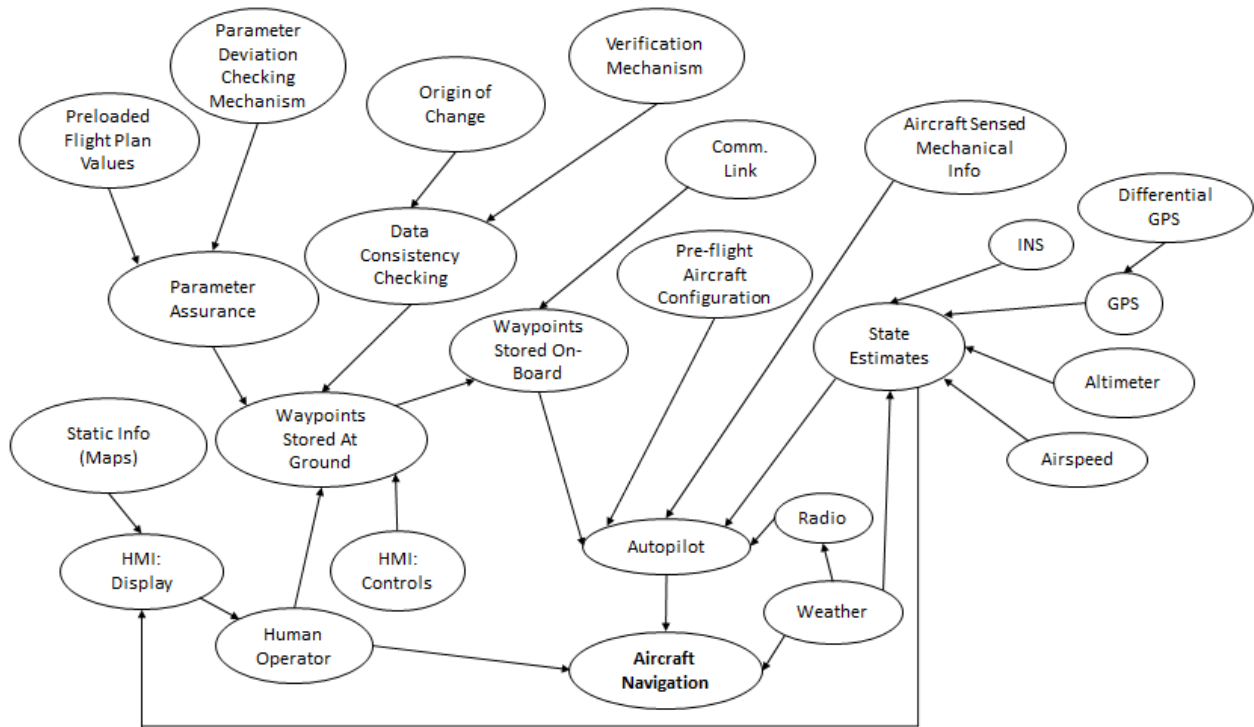 Parameter
Deviation
Checking
Mechanism
Verification
Mechanism
Preloaded
Flight Plan
Values
Origin of
Change
Comm.
Link
Aircraft Sensed
Mechanical
Info
Differential
GPS
Data
Consistency
Checking
INS
Parameter
Assurance
Pre-flight
Aircraft
Configuration
GPS
Waypoints
Stored On-
Board
State
Estimates
Altimeter
Static Info
(Maps)
Waypoints
Stored At
Ground
Airspeed
Radio
Autopilot
HMI:
Display
HMI:
Controls
Weather
Human
Operator
Aircraft
Navigation